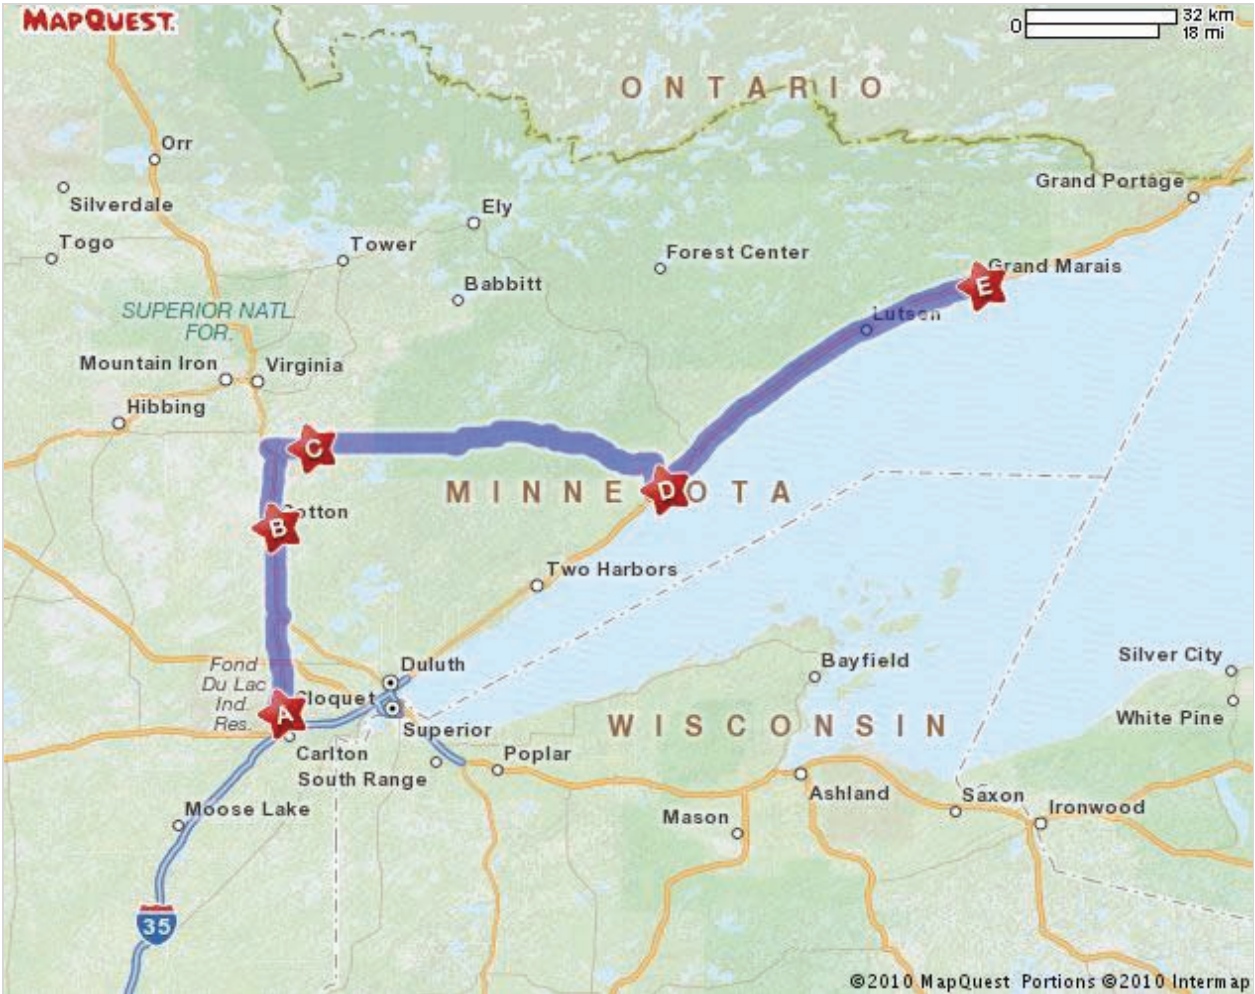 MAPQUEST.
0
32 km
18 mi
ONTARIO
Orr
Silverdale
Grand Portage
Ely
Togo
Tower
Forest Center
Grand Marais
Babbitt
E
SUPERIOR NATL.
FOR.
Lutsen
Mountain Iron
Virginia
Hibbing
C
MINNESOTA
D
B
Cotton
Two Harbors
Fond
Du Lac
Ind.
Res.
Duluth
Bayfield
Silver City
Cloquet
A
Superior
WISCONSIN
White Pine
Carlton
South Range
Poplar
Ashland
Saxon
Ironwood
Moose Lake
Mason
35
©2010 MapQuest Portions ©2010 Intermap